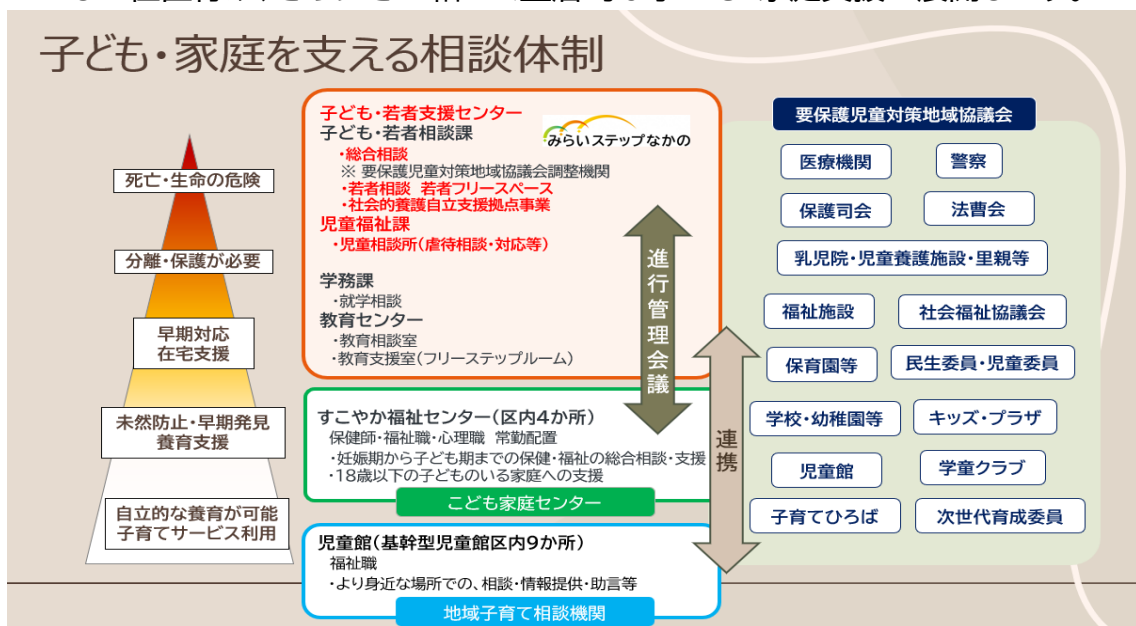 子ども・家庭を支える相談体制
死亡・生命の危険
分離・保護が必要
早期対応
在宅支援
未然防止・早期発見
養育支援
自立的な養育が可能
子育てサービス利用
子ども・若者支援センター
子ども・若者相談課
みらいステップなかの
・総合相談
※ 要保護児童対策地域協議会調整機関
・若者相談 若者フリースペース
・社会的養護自立支援拠点事業
児童福祉課
・児童相談所(虐待相談・対応等)
学務課
・就学相談
教育センター
・教育相談室
・教育支援室(フリーステップルーム)
進行管理会議
すこやか福祉センター(区内4か所)
保健師・福祉職・心理職 常勤配置
・妊娠期から子ども期までの保健・福祉の総合相談・支援
・18歳以下の子どものいる家庭への支援
こども家庭センター
児童館(基幹型児童館区内9か所)
福祉職
・より身近な場所での、相談・情報提供・助言等
地域子育て相談機関
連携
要保護児童対策地域協議会
医療機関
警察
保護司会
法曹会
乳児院・児童養護施設・里親等
福祉施設
社会福祉協議会
保育園等
民生委員・児童委員
学校・幼稚園等
キッズ・プラザ
児童館
学童クラブ
子育てひろば
次世代育成委員